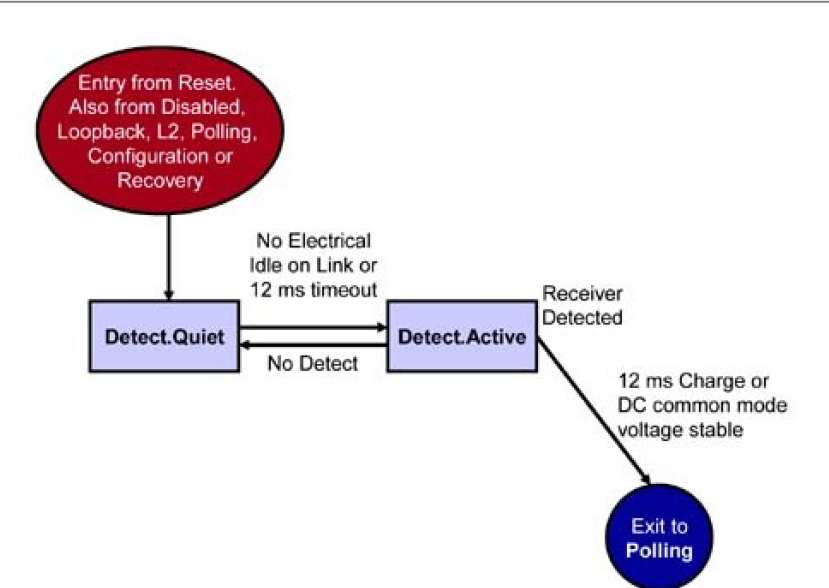 Entry from Reset.
Also from Disabled,
Loopback, L2, Polling,
Configuration or
Recovery
No Electrical
Idle on Link or
12 ms timeout
Detect.Quiet
Detect.Active
No Detect
Receiver
Detected
12 ms Charge or
DC common mode
voltage stable
Exit to
Polling